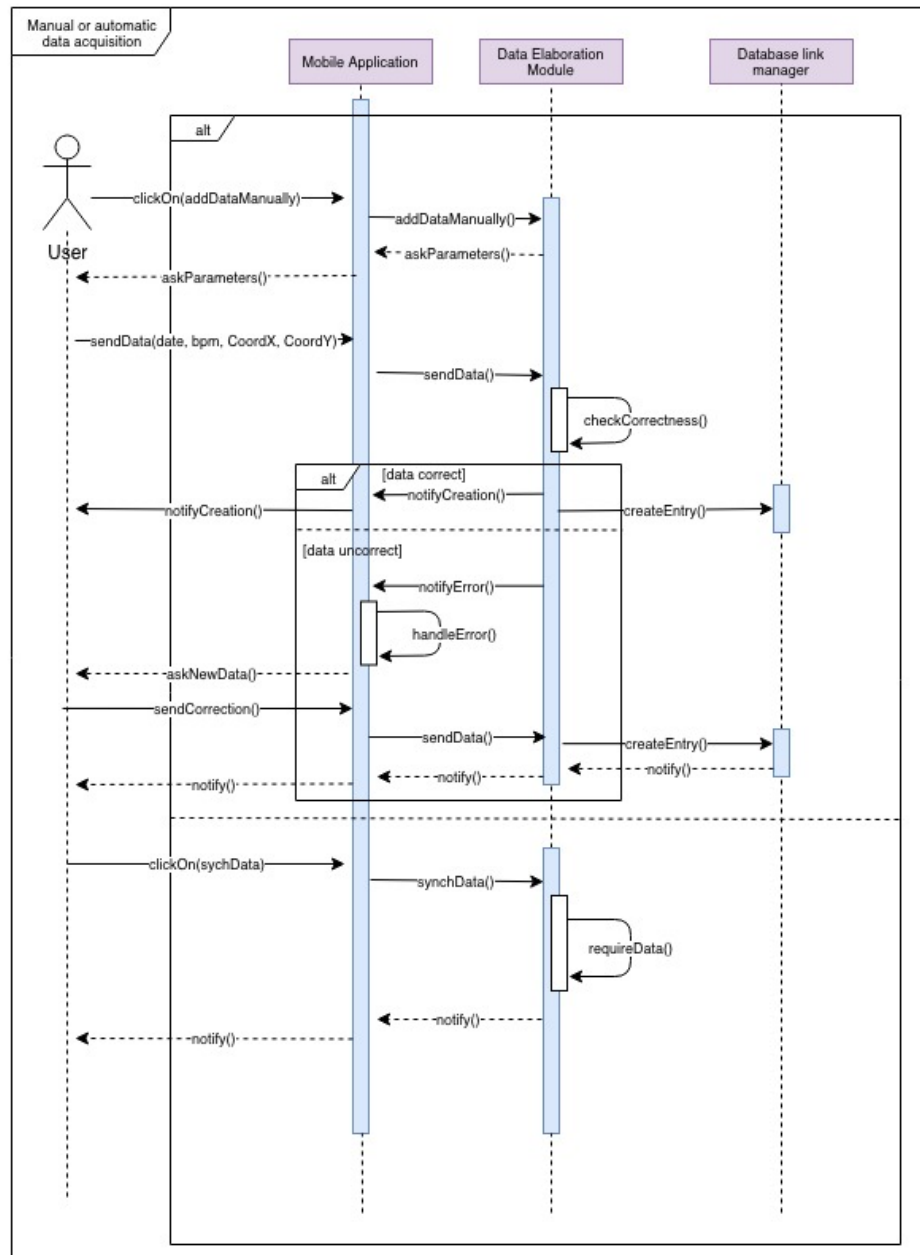 Manual or automatic
data acquisition
Mobile Application
Data Elaboration
Module
Database link
manager
alt
User
clickOn(addDataManually)
addDataManually()
askParameters()
askParameters()
sendData(date, bpm, CoordX, CoordY)
sendData()
checkCorrectness()
alt
[data correct]
notifyCreation()
notifyCreation()
createEntry()
[data uncorrect]
notifyError()
handleError()
askNewData()
sendCorrection()
sendData()
createEntry()
notify()
notify()
notify()
clickOn(sychData)
synchData()
requireData()
notify()
notify()